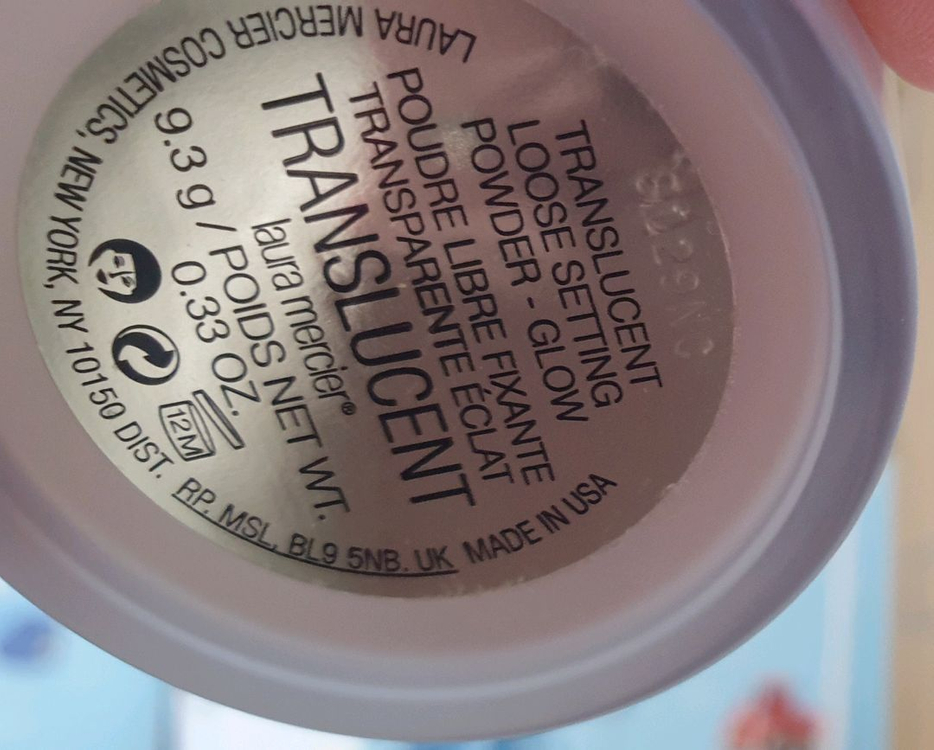 TRANSLUCENT
LOOSE SETTING
POWDER - GLOW
POUDRE LIBRE FIXANTE
TRANSPARENTE ÉCLAT
TRANSLUCENT
laura mercier®
9.3 g / POIDS NET WT.
0.33 OZ.
12M
LAURA MERCIER COSMETICS, NEW YORK, NY 10150 DIST. RP. MSL, BL9 5NB. UK MADE IN USA